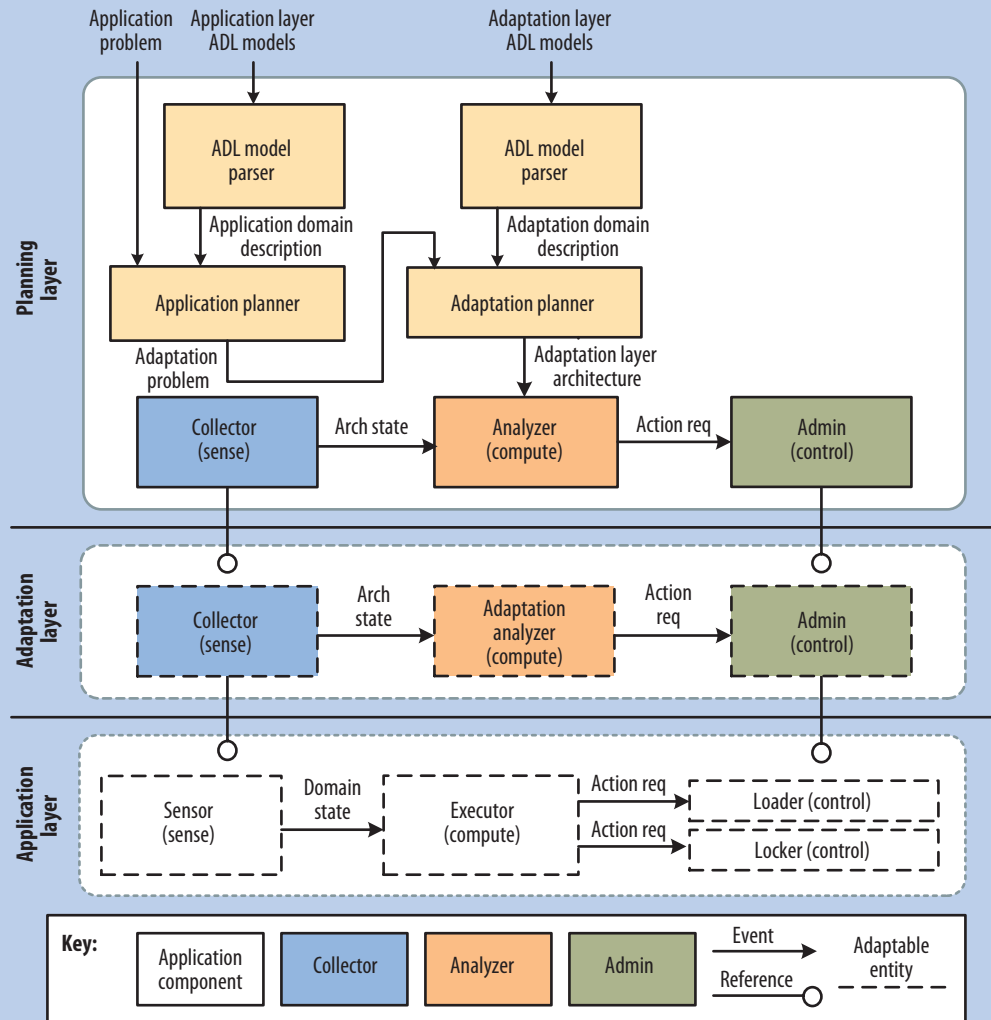 Application
problem
Application layer
ADL models
Adaptation layer
ADL models
Planning
layer
ADL model
parser
ADL model
parser
Application domain
description
Adaptation domain
description
Application planner
Adaptation planner
Adaptation
problem
Adaptation layer
architecture
Collector
(sense)
Arch state
Analyzer
(compute)
Action req
Admin
(control)
Adaptation
layer
Collector
(sense)
Arch
state
Adaptation
analyzer
(compute)
Action
req
Admin
(control)
Application
layer
Sensor
(sense)
Domain
state
Executor
(compute)
Action req
Loader (control)
Action req
Locker (control)
Key:
Application
component
Collector
Analyzer
Admin
Event
Reference
Adaptable
entity